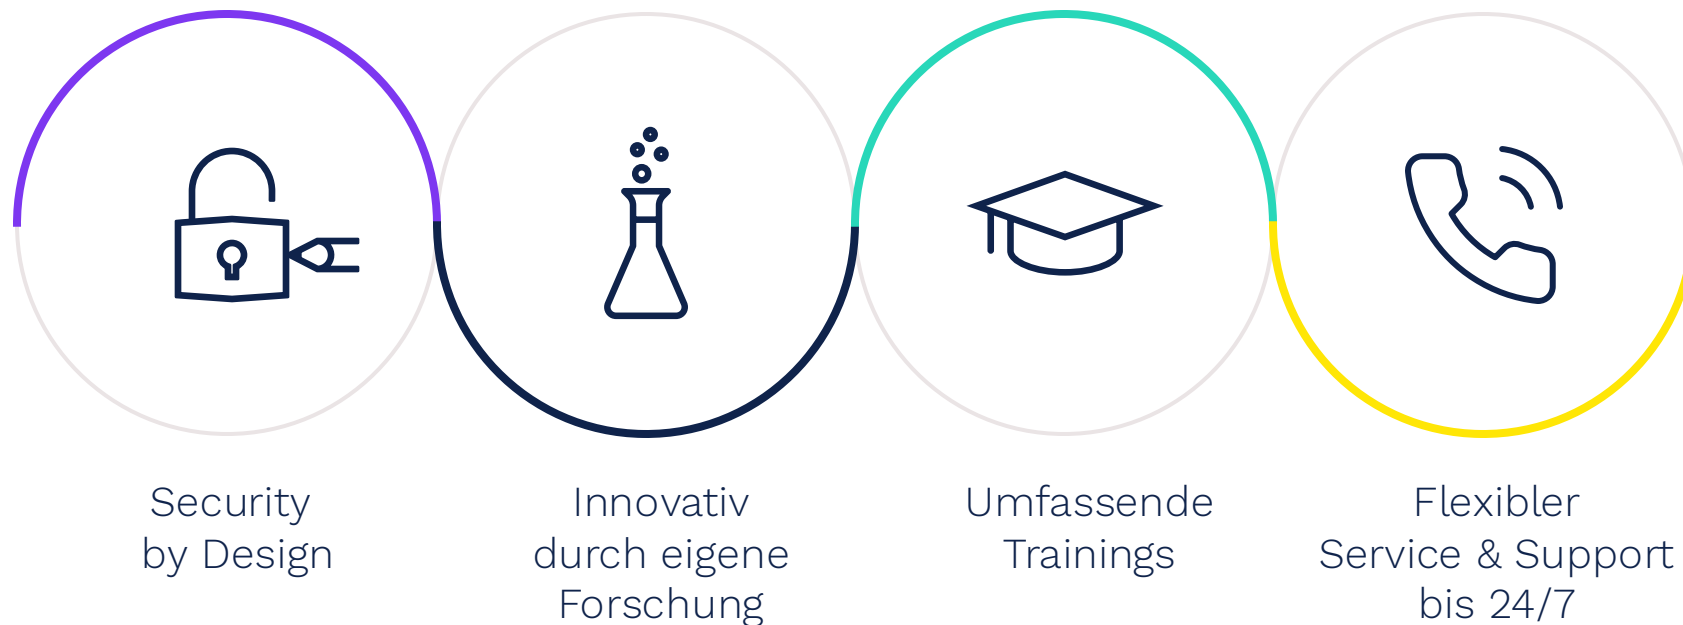 Security
by Design
Innovativ
durch eigene
Forschung
Umfassende
Trainings
Flexibler
Service & Support
bis 24/7